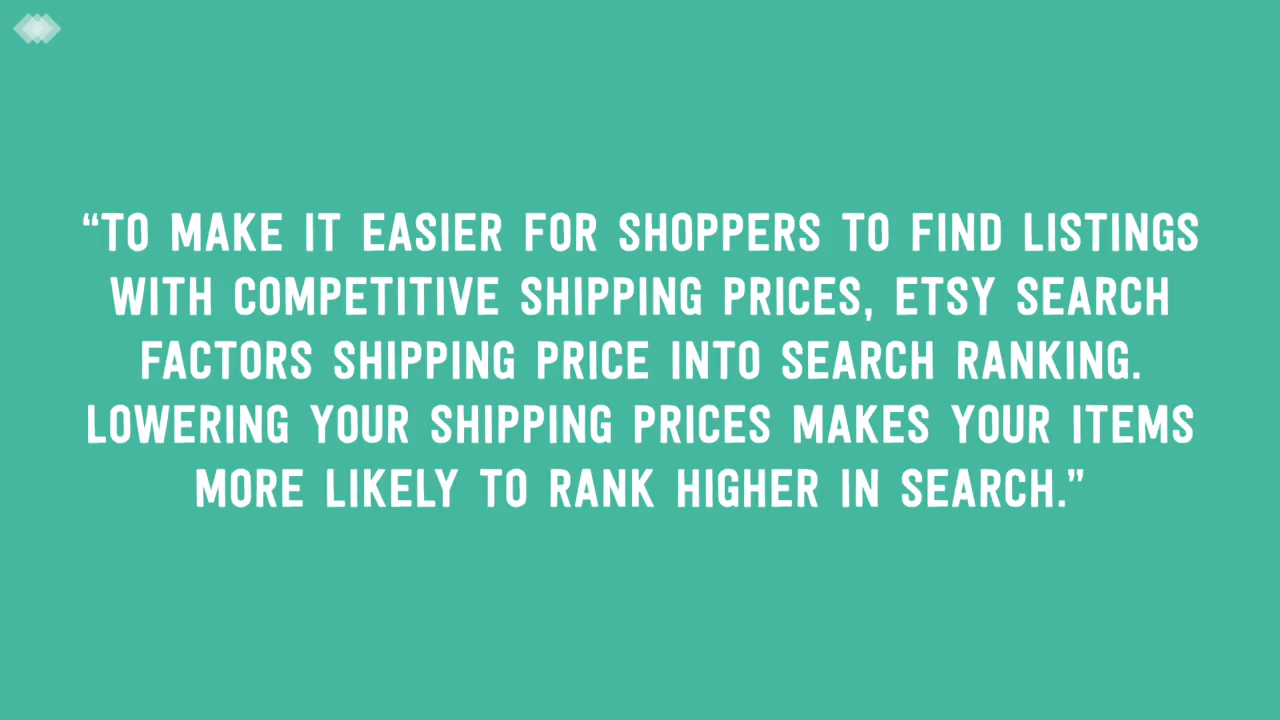 “TO MAKE IT EASIER FOR SHOPPERS TO FIND LISTINGS
WITH COMPETITIVE SHIPPING PRICES, ETSY SEARCH
FACTORS SHIPPING PRICE INTO SEARCH RANKING.
LOWERING YOUR SHIPPING PRICES MAKES YOUR ITEMS
MORE LIKELY TO RANK HIGHER IN SEARCH.”